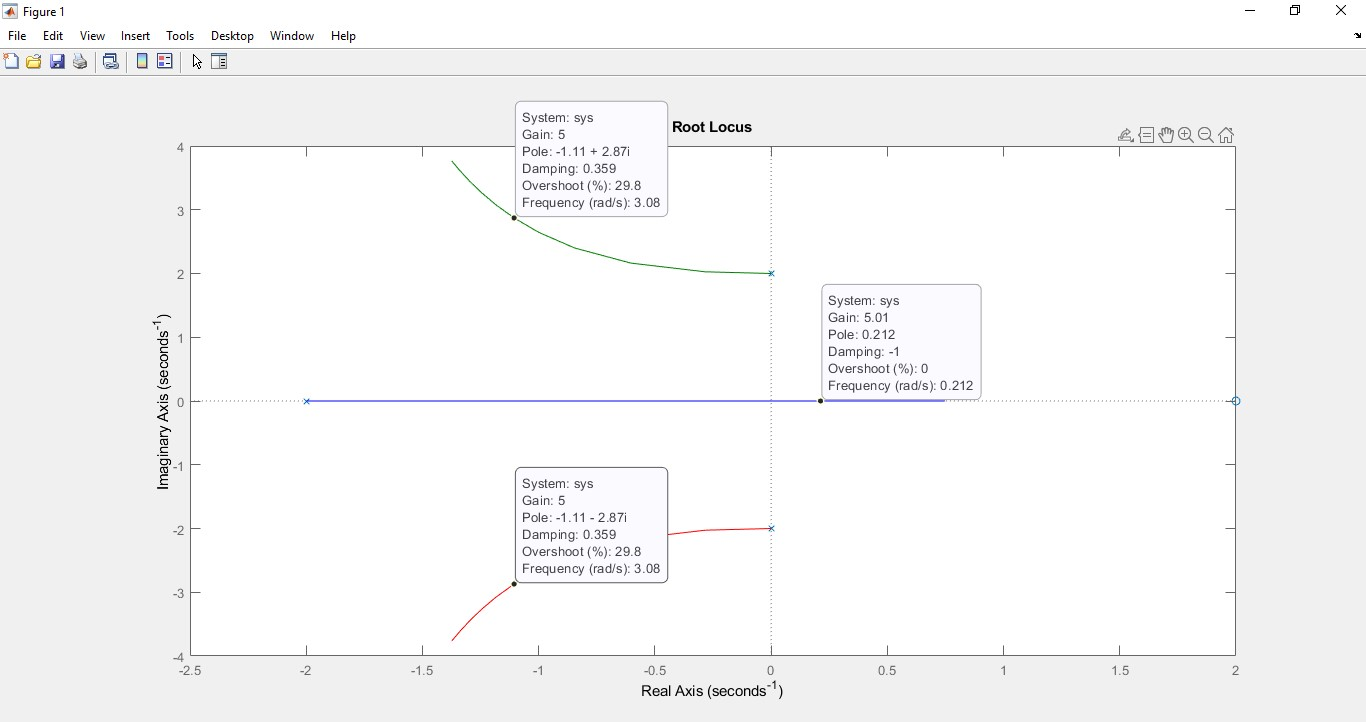 Figure 1
File Edit View Insert Tools Desktop Window Help
Root Locus
System: sys
Gain: 5
Pole: -1.11 + 2.87i
Damping: 0.359
Overshoot (%): 29.8
Frequency (rad/s): 3.08
System: sys
Gain: 5.01
Pole: 0.212
Damping: -1
Overshoot (%): 0
Frequency (rad/s): 0.212
System: sys
Gain: 5
Pole: -1.11 - 2.87i
Damping: 0.359
Overshoot (%): 29.8
Frequency (rad/s): 3.08
Imaginary Axis (seconds⁻¹)
4
3
2
1
0
-1
-2
-3
-4
-2.5 -2 -1.5 -1 -0.5 0 0.5 1 1.5 2
Real Axis (seconds⁻¹)